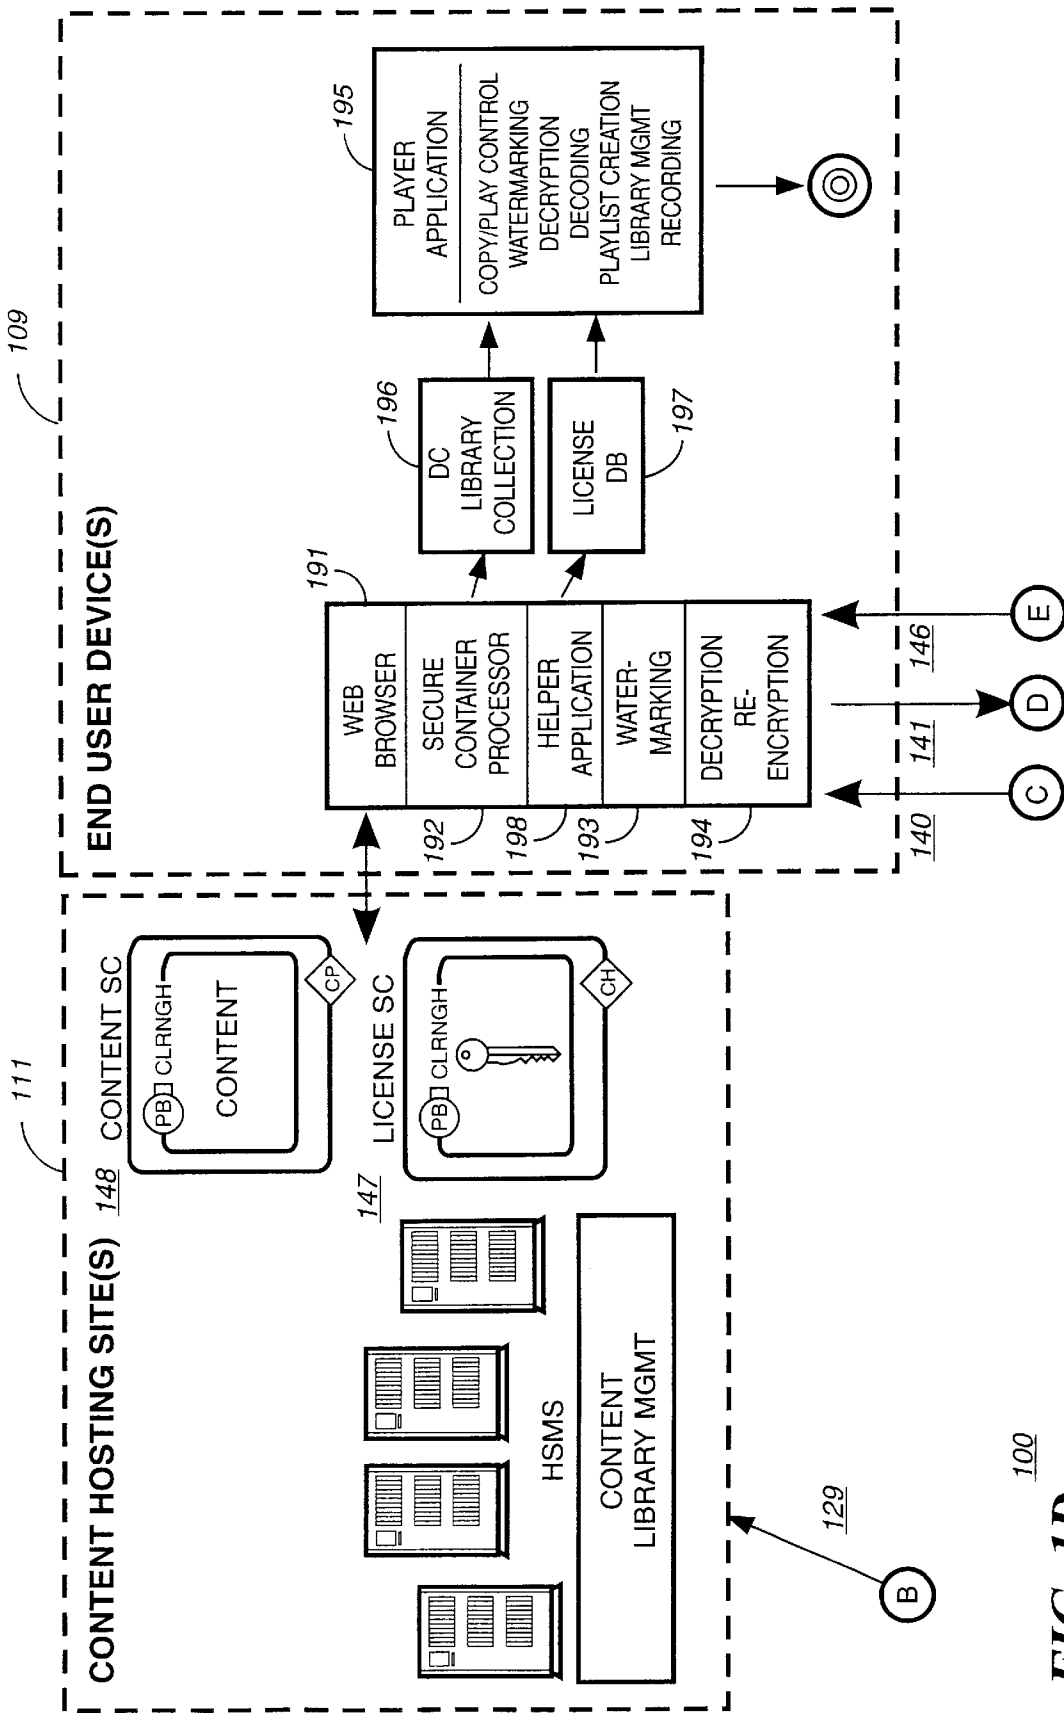 111
CONTENT HOSTING SITE(S)
148
CONTENT SC
PB
CLRNGH
CONTENT
CP
147
LICENSE SC
PB
CLRNGH
CH
HSMS
CONTENT
LIBRARY MGMT
129
B
109
END USER DEVICE(S)
191
WEB
BROWSER
192
SECURE
CONTAINER
PROCESSOR
198
HELPER
APPLICATION
193
WATER-
MARKING
194
DECRYPTION
RE-
ENCRYPTION
196
DC
LIBRARY
COLLECTION
LICENSE
DB
197
195
PLAYER
APPLICATION
COPY/PLAY CONTROL
WATERMARKING
DECRYPTION
DECODING
PLAYLIST CREATION
LIBRARY MGMT
RECORDING
140
141
146
C
D
E
100
FIG. 1D